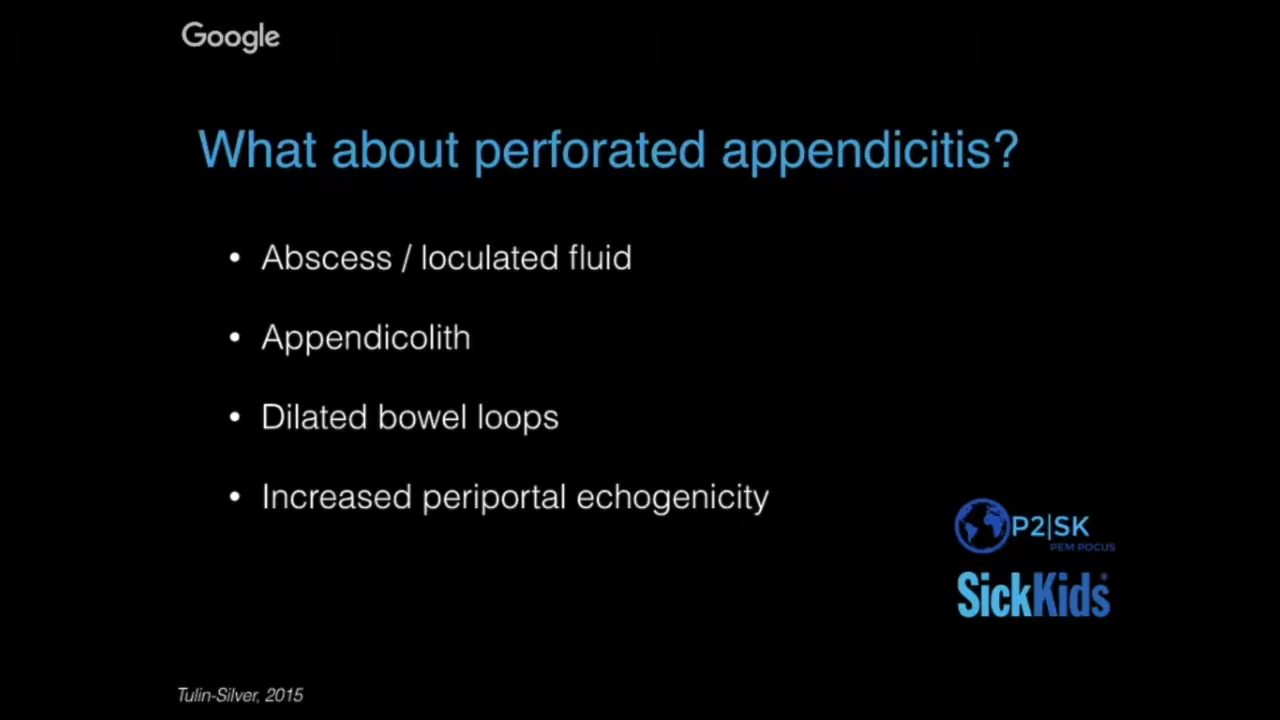 Google
What about perforated appendicitis?
• Abscess / loculated fluid
• Appendicolith
• Dilated bowel loops
• Increased periportal echogenicity
P2|SK
PEM POCUS
SickKids®
Tulin-Silver, 2015